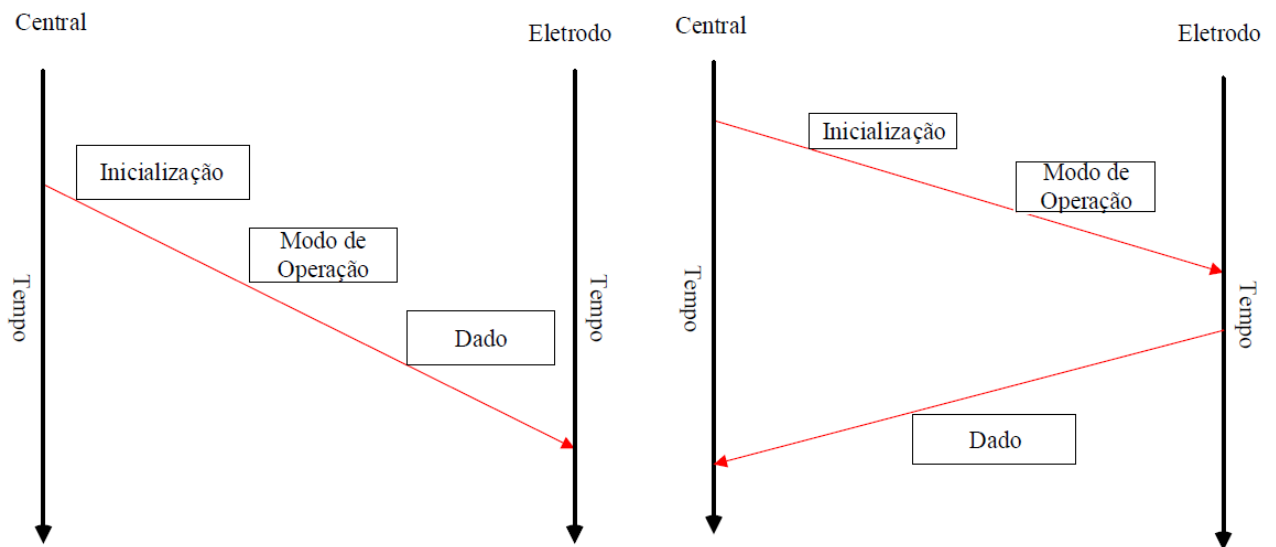 Central
Eletrodo
Inicialização
Modo de
Operação
Dado
Tempo
Tempo
Central
Eletrodo
Inicialização
Modo de
Operação
Dado
Tempo
Tempo